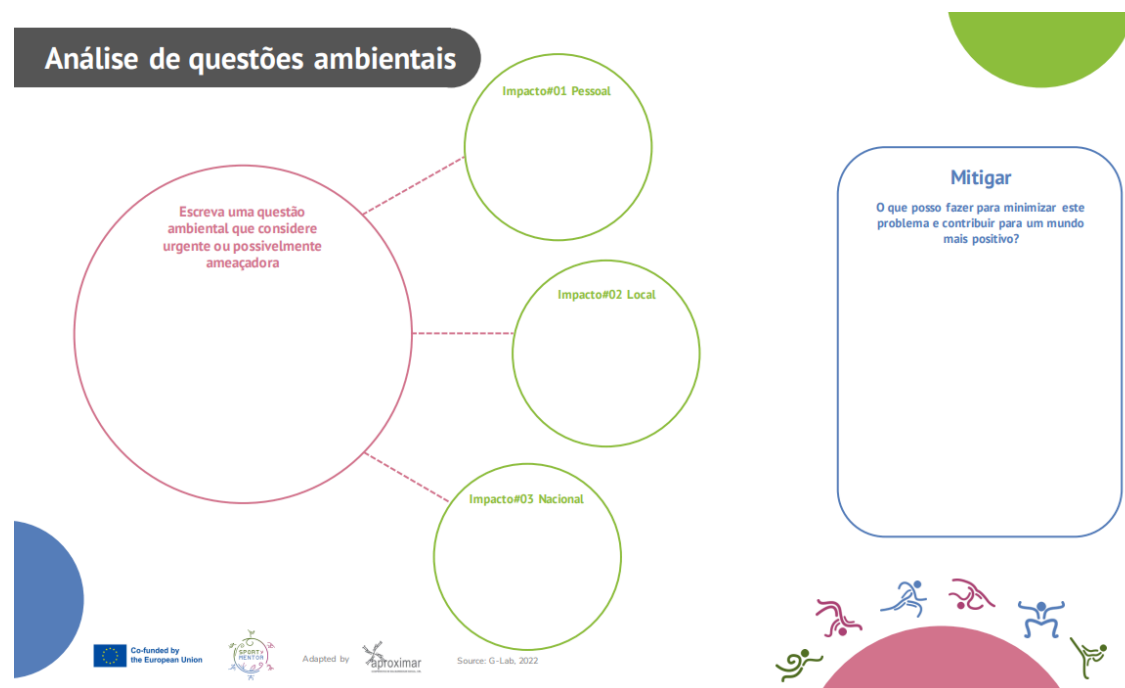 Análise de questões ambientais
Impacto#01 Pessoal
Escreva uma questão
ambiental que considere
urgente ou possivelmente
ameaçadora
Impacto#02 Local
Impacto#03 Nacional
Mitigar
O que posso fazer para minimizar este
problema e contribuir para um mundo
mais positivo?
Co-funded by
the European Union
SPORT>
MENTOR
Adapted by
aproximar
Source: G-Lab, 2022